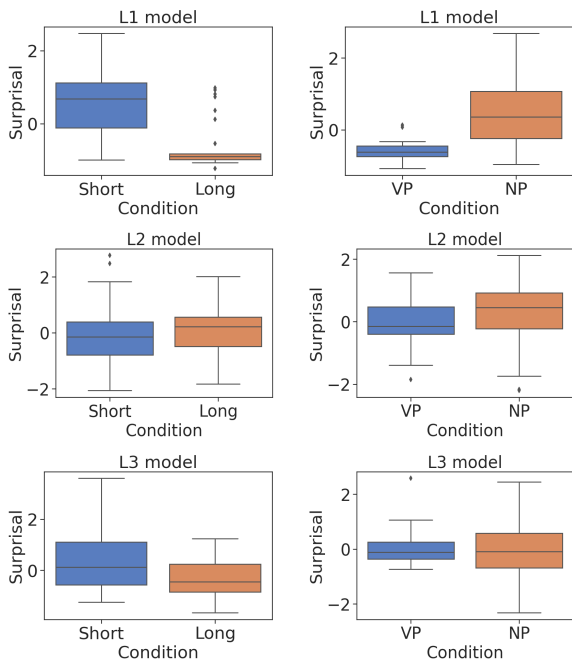 L1 model
Surprisal
2
0
Short
Long
Condition
L1 model
Surprisal
2
0
VP
NP
Condition
L2 model
Surprisal
2
0
−2
Short
Long
Condition
L2 model
Surprisal
2
0
−2
VP
NP
Condition
L3 model
Surprisal
2
0
Short
Long
Condition
L3 model
Surprisal
2
0
−2
VP
NP
Condition